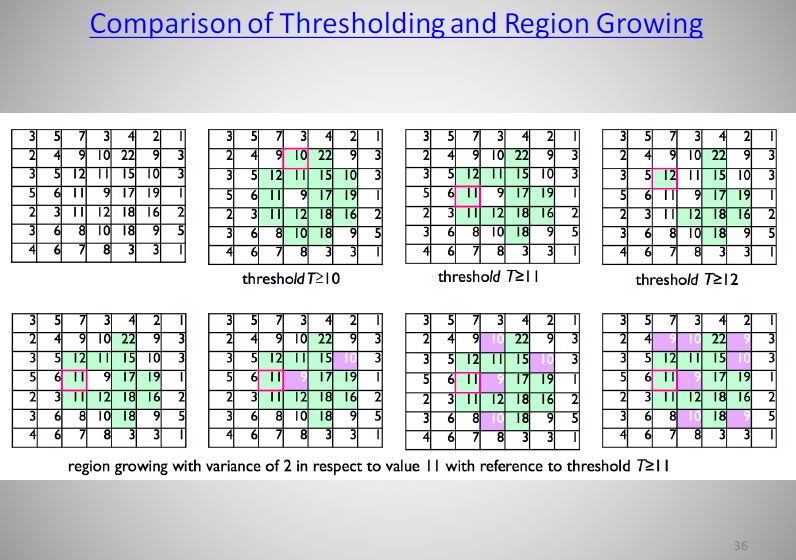 Comparison of Thresholding and Region Growing
3 5 7 3 4 2 1
2 4 9 10 22 9 3
3 5 12 11 15 10 3
5 6 11 9 17 19 1
2 3 11 12 18 16 2
3 6 8 10 18 9 5
4 6 7 8 3 3 1
3 5 7 3 4 2 1
2 4 9 10 22 9 3
3 5 12 11 15 10 3
5 6 11 9 17 19 1
2 3 11 12 18 16 2
3 6 8 10 18 9 5
4 6 7 8 3 3 1
threshold T≥10
3 5 7 3 4 2 1
2 4 9 10 22 9 3
3 5 12 11 15 10 3
5 6 11 9 17 19 1
2 3 11 12 18 16 2
3 6 8 10 18 9 5
4 6 7 8 3 3 1
threshold T≥11
3 5 7 3 4 2 1
2 4 9 10 22 9 3
3 5 12 11 15 10 3
5 6 11 9 17 19 1
2 3 11 12 18 16 2
3 6 8 10 18 9 5
4 6 7 8 3 3 1
threshold T≥12
3 5 7 3 4 2 1
2 4 9 10 22 9 3
3 5 12 11 15 10 3
5 6 11 9 17 19 1
2 3 11 12 18 16 2
3 6 8 10 18 9 5
4 6 7 8 3 3 1
3 5 7 3 4 2 1
2 4 9 10 22 9 3
3 5 12 11 15 10 3
5 6 11 9 17 19 1
2 3 11 12 18 16 2
3 6 8 10 18 9 5
4 6 7 8 3 3 1
3 5 7 3 4 2 1
2 4 9 10 22 9 3
3 5 12 11 15 10 3
5 6 11 9 17 19 1
2 3 11 12 18 16 2
3 6 8 10 18 9 5
4 6 7 8 3 3 1
3 5 7 3 4 2 1
2 4 9 10 22 9 3
3 5 12 11 15 10 3
5 6 11 9 17 19 1
2 3 11 12 18 16 2
3 6 8 10 18 9 5
4 6 7 8 3 3 1
region growing with variance of 2 in respect to value 11 with reference to threshold T≥11
36